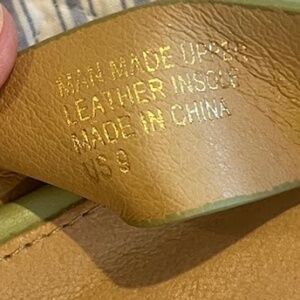 MAN MADE UPPER
LEATHER INSOLE
MADE IN CHINA
US 9